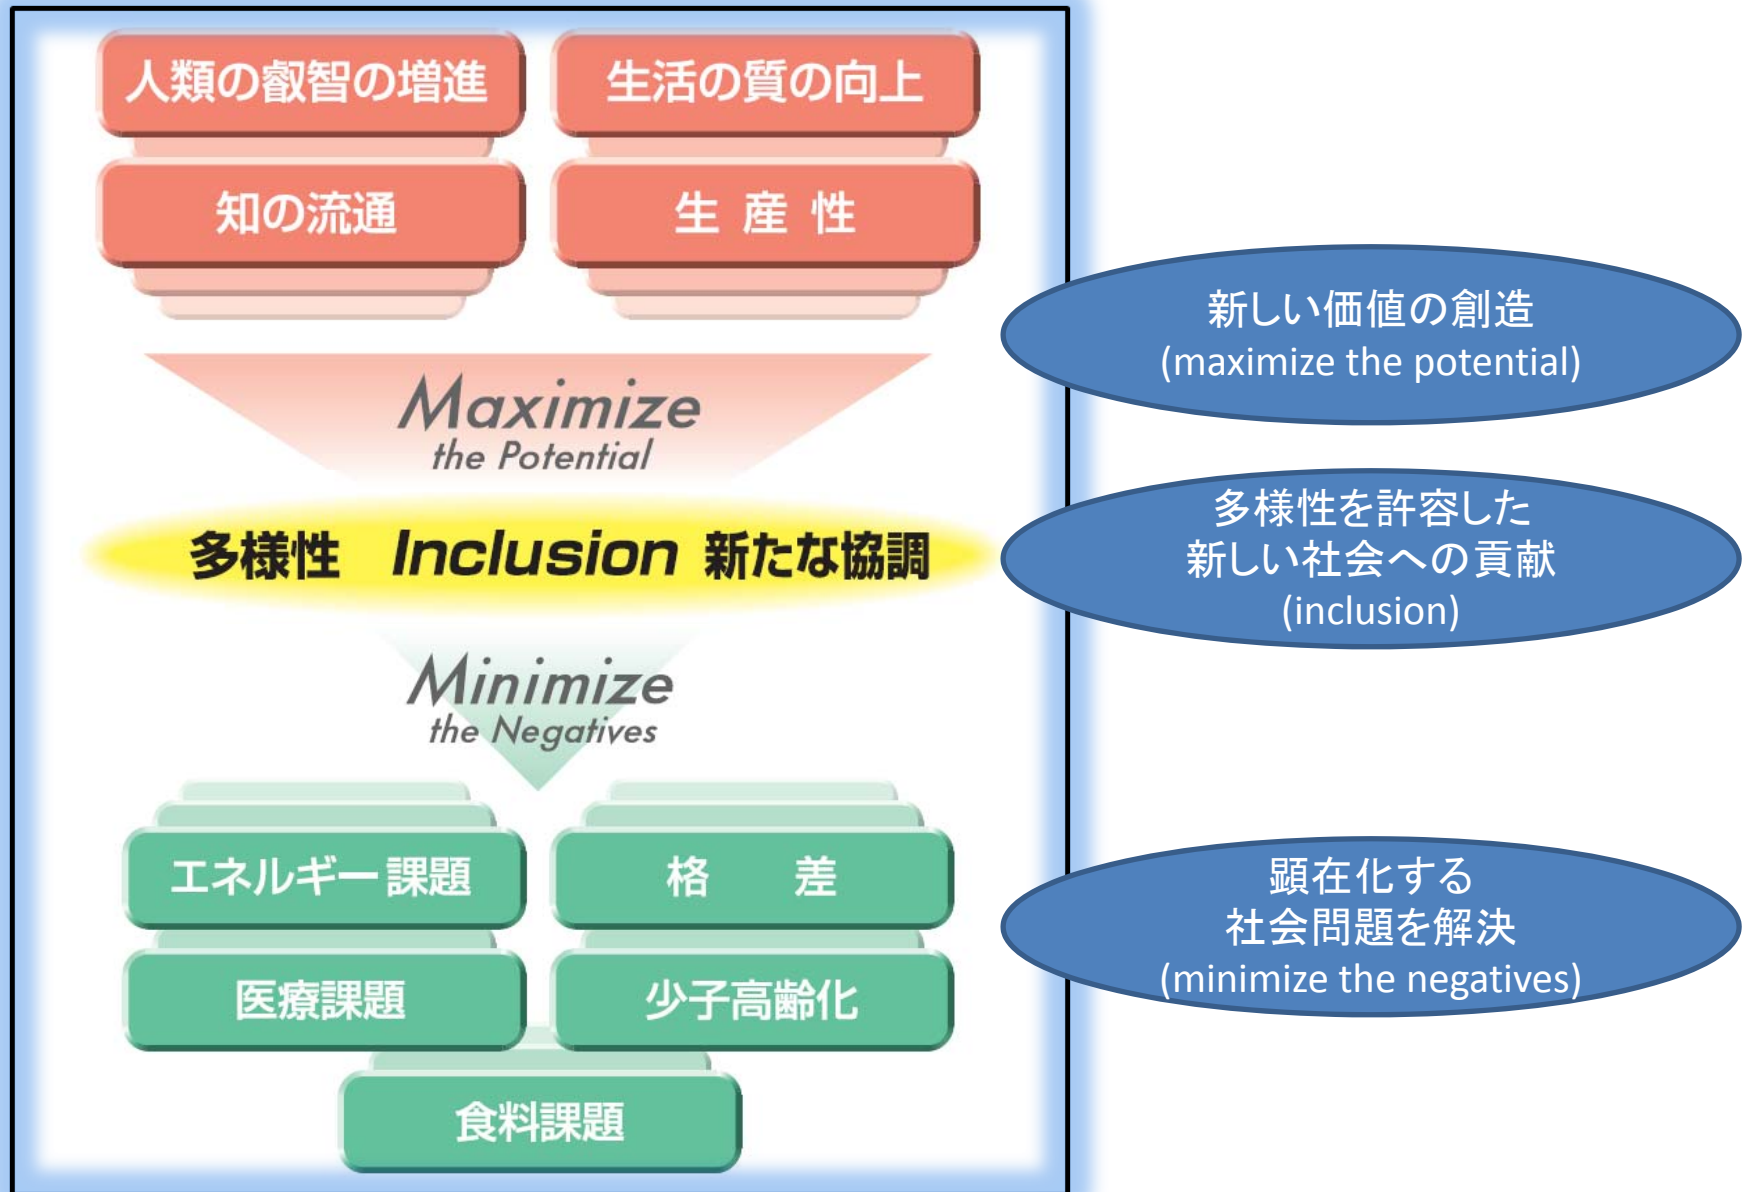 人類の叡智の増進
生活の質の向上
知の流通
生産性
Maximize
the Potential
多様性 Inclusion 新たな協調
Minimize
the Negatives
エネルギー課題
格差
医療課題
少子高齢化
食料課題
新しい価値の創造
(maximize the potential)
多様性を許容した
新しい社会への貢献
(inclusion)
顕在化する
社会問題を解決
(minimize the negatives)